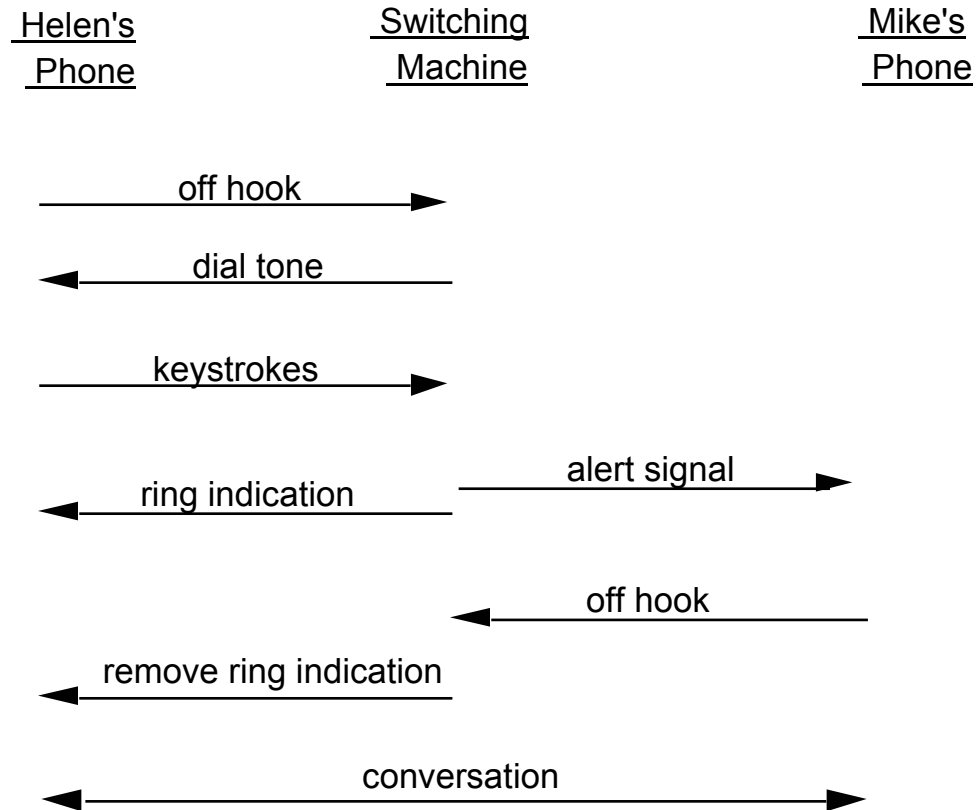 Helen's
Phone
Switching
Machine
Mike's
Phone
off hook
dial tone
keystrokes
alert signal
ring indication
off hook
remove ring indication
conversation